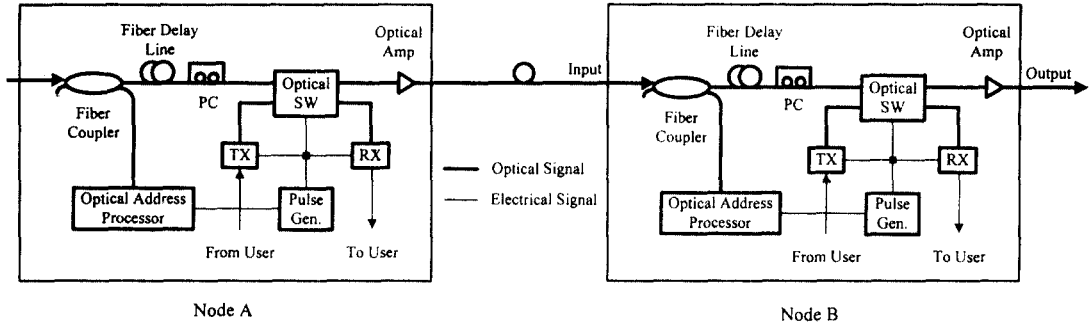 Fiber Delay
Line
PC
Optical
Amp
Fiber
Coupler
Optical
SW
TX
RX
Optical Address
Processor
Pulse
Gen.
From User
To User
Node A
Optical Signal
Electrical Signal
Input
Fiber Delay
Line
PC
Optical
Amp
Output
Fiber
Coupler
Optical
SW
TX
RX
Optical Address
Processor
Pulse
Gen.
From User
To User
Node B